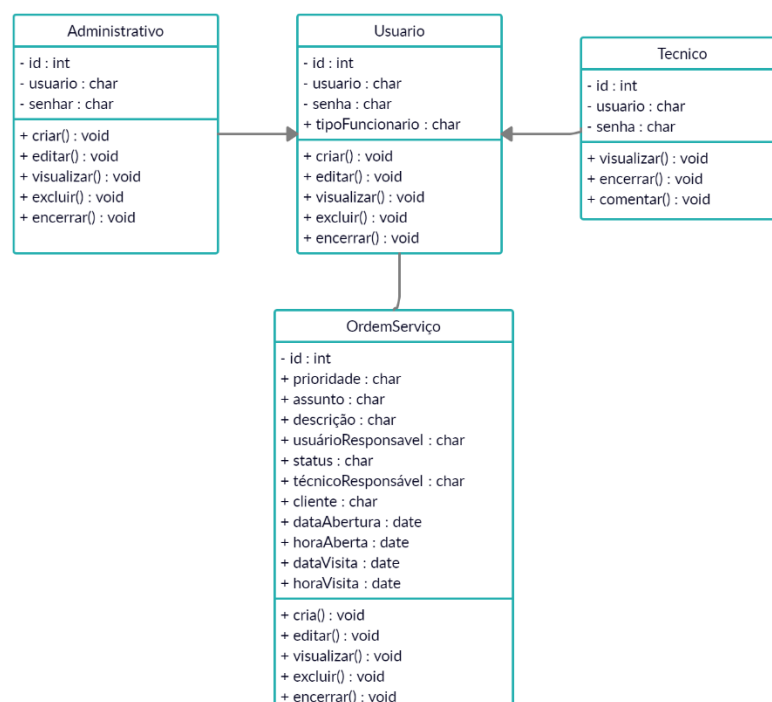 Administrativo
- id : int
- usuario : char
- senhar : char
+ criar() : void
+ editar() : void
+ visualizar() : void
+ excluir() : void
+ encerrar() : void
Usuario
- id : int
- usuario : char
- senha : char
+ tipoFuncionario : char
+ criar() : void
+ editar() : void
+ visualizar() : void
+ excluir() : void
+ encerrar() : void
Tecnico
- id : int
- usuario : char
- senha : char
+ visualizar() : void
+ encerrar() : void
+ comentar() : void
OrdemServiço
- id : int
+ prioridade : char
+ assunto : char
+ descrição : char
+ usuárioResponsavel : char
+ status : char
+ técnicoResponsável : char
+ cliente : char
+ dataAbertura : date
+ horaAberta : date
+ dataVisita : date
+ horaVisita : date
+ cria() : void
+ editar() : void
+ visualizar() : void
+ excluir() : void
+ encerrar() : void